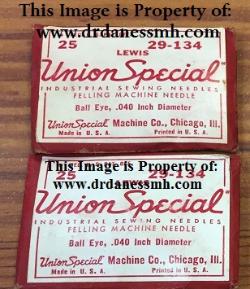 This Image is Property of:
www.drdanessmh.com
25 29-134
LEWIS
Union Special
INDUSTRIAL SEWING NEEDLES
FELLING MACHINE NEEDLE
Ball Eye, .040 Inch Diameter
Union Special Machine Co., Chicago, Ill.
Made in U. S. A. Printed in U. S. A.
This Image is Property of:
25 29-134
www.drdanessmh.com
Union Special
INDUSTRIAL SEWING NEEDLES
FELLING MACHINE NEEDLE
Ball Eye, .040 Inch Diameter
Union Special Machine Co., Chicago, Ill.
Made in U. S. A. Printed in U. S. A.